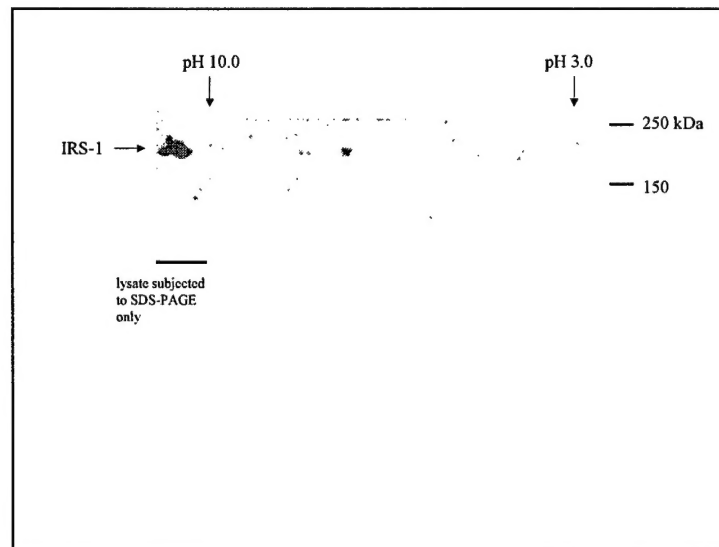 pH 10.0
pH 3.0
250 kDa
IRS-1
150
lysate subjected
to SDS-PAGE
only